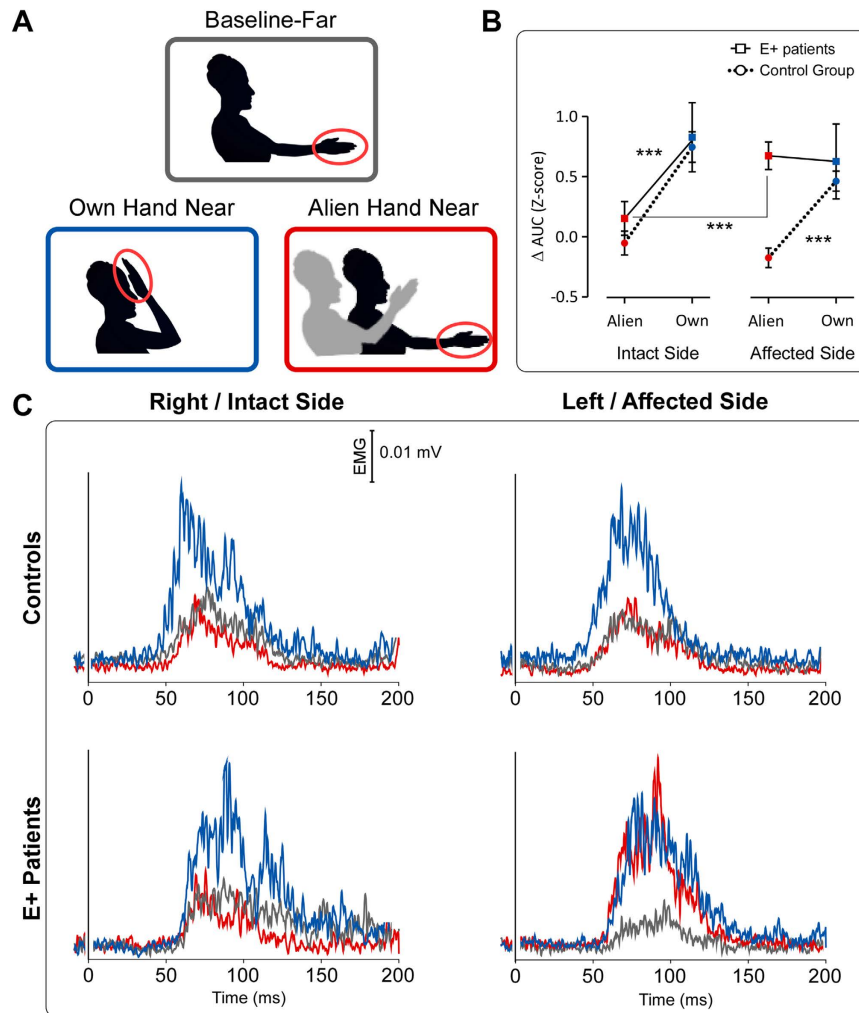 A
Baseline-Far
Own Hand Near
Alien Hand Near
B
E+ patients
Control Group
Δ AUC (Z-score)
1.0
0.5
0.0
-0.5
***
***
***
Alien Own Alien Own
Intact Side Affected Side
C
Right / Intact Side Left / Affected Side
EMG 0.01 mV
Controls
0 50 100 150 200
0 50 100 150 200
E+ Patients
0 50 100 150 200
Time (ms)
0 50 100 150 200
Time (ms)